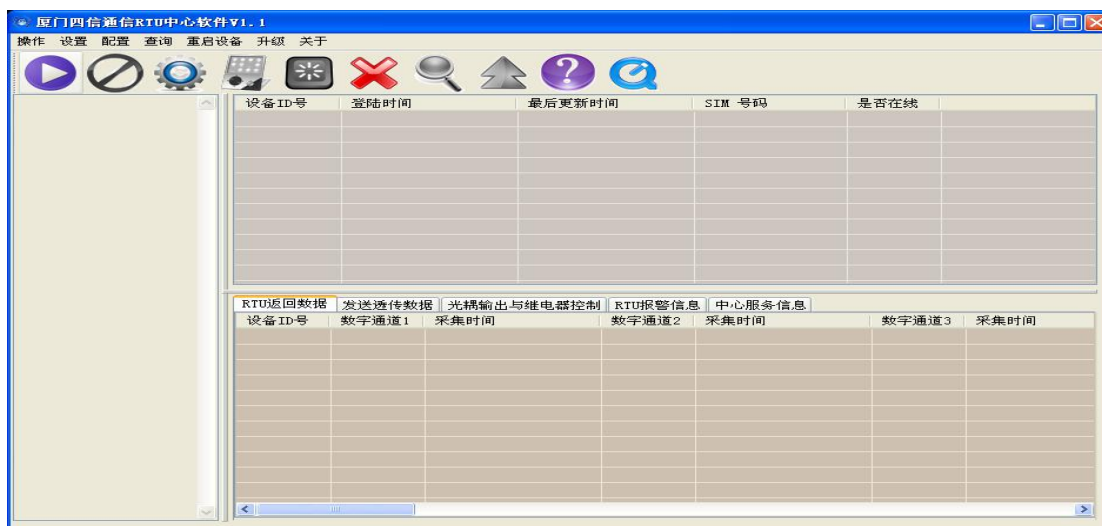 厦门四信通信RTU中心软件V1.1
操作 设置 配置 查询 重启设备 升级 关于
设备ID号 登陆时间 最后更新时间 SIM 号码 是否在线
RTU返回数据 发送透传数据 光耦输出与继电器控制 RTU报警信息 中心服务信息
设备ID号 数字通道1 采集时间 数字通道2 采集时间 数字通道3 采集时间